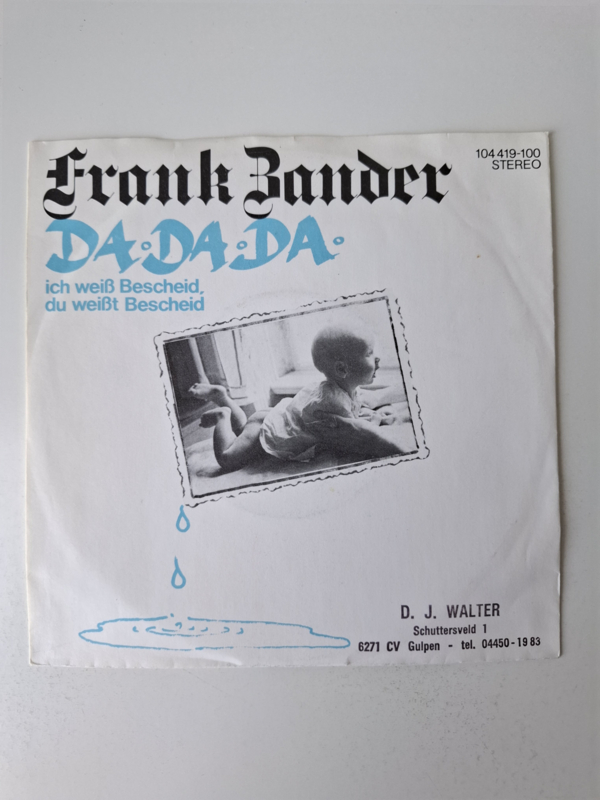 Frank Zander
104 419-100
STEREO
DA·DA·DA·
ich weiß Bescheid,
du weißt Bescheid
D. J. WALTER
Schuttersveld 1
6271 CV Gulpen - tel. 04450-1983